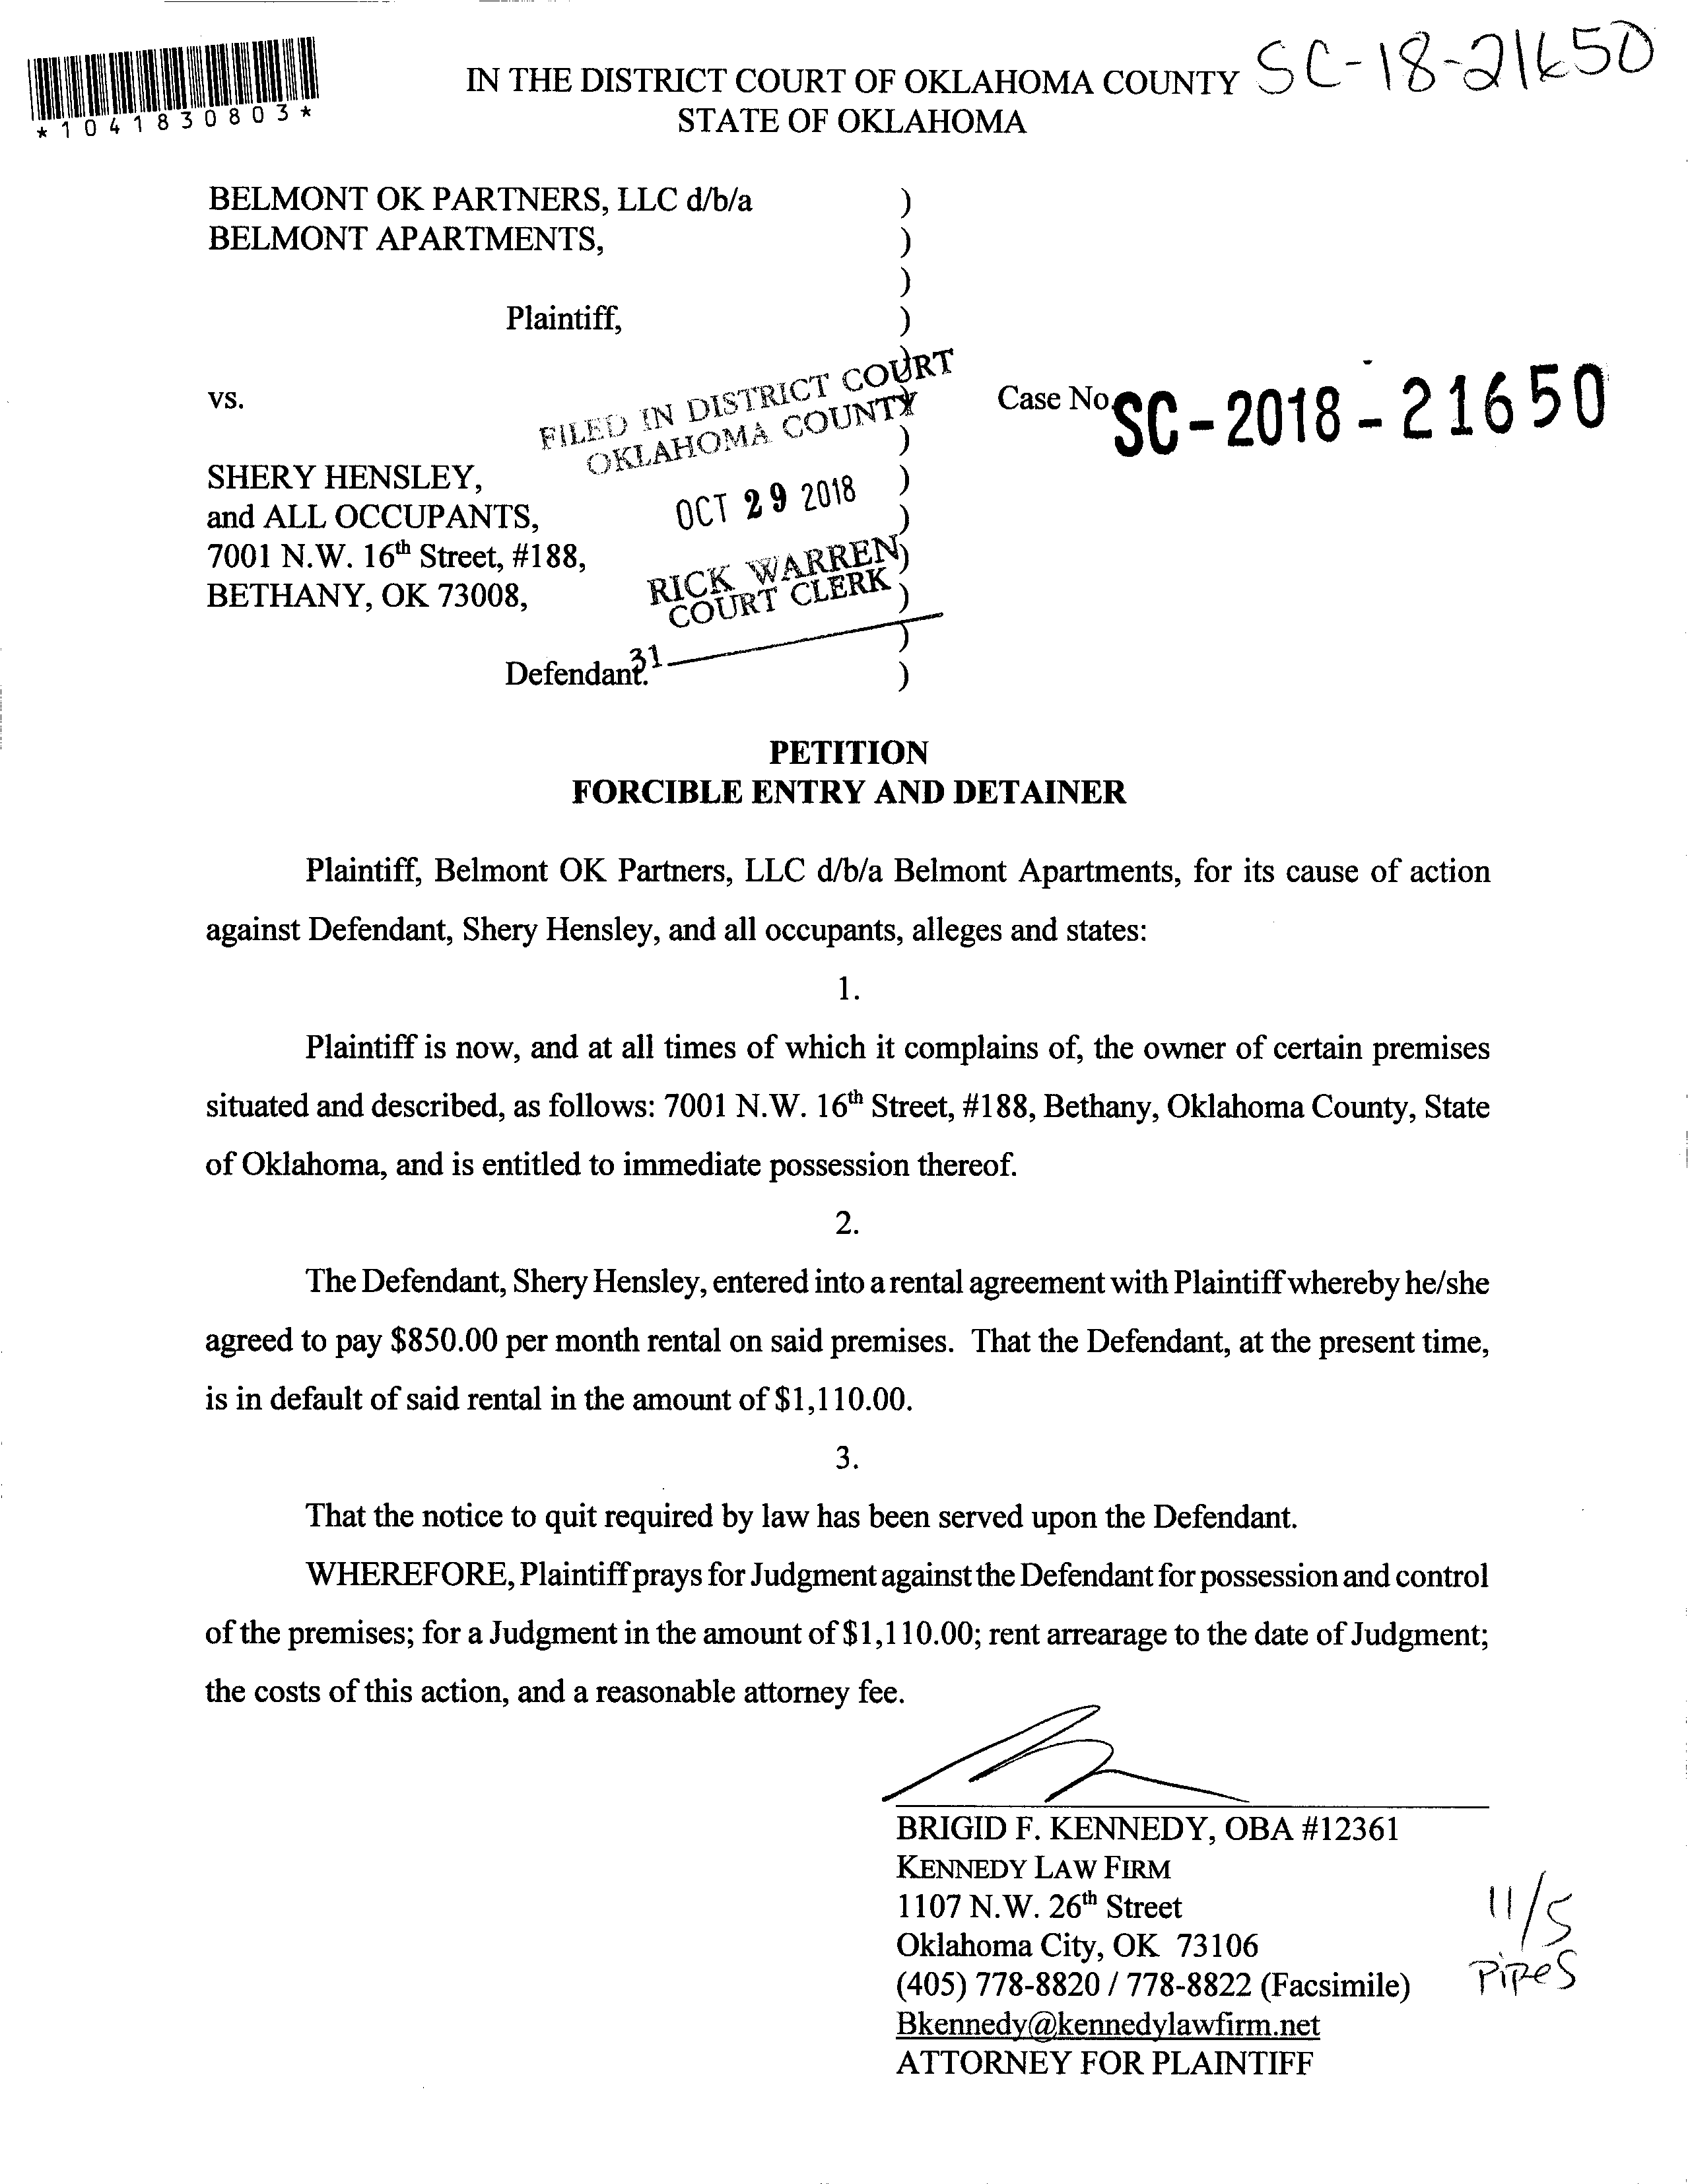 SC-18-21650
IN THE DISTRICT COURT OF OKLAHOMA COUNTY
STATE OF OKLAHOMA
*1041830803*
BELMONT OK PARTNERS, LLC d/b/a )
BELMONT APARTMENTS, )
)
Plaintiff, )
)
vs. ) Case No. SC-2018-21650
FILED IN DISTRICT COURT
OKLAHOMA COUNTY
)
SHERY HENSLEY, )
and ALL OCCUPANTS, )
OCT 29 2018
7001 N.W. 16th Street, #188, )
BETHANY, OK 73008, )
RICK WARREN
COURT CLERK
)
31
Defendant. )
PETITION
FORCIBLE ENTRY AND DETAINER
Plaintiff, Belmont OK Partners, LLC d/b/a Belmont Apartments, for its cause of action
against Defendant, Shery Hensley, and all occupants, alleges and states:
1.
Plaintiff is now, and at all times of which it complains of, the owner of certain premises
situated and described, as follows: 7001 N.W. 16th Street, #188, Bethany, Oklahoma County, State
of Oklahoma, and is entitled to immediate possession thereof.
2.
The Defendant, Shery Hensley, entered into a rental agreement with Plaintiff whereby he/she
agreed to pay $850.00 per month rental on said premises. That the Defendant, at the present time,
is in default of said rental in the amount of $1,110.00.
3.
That the notice to quit required by law has been served upon the Defendant.
WHEREFORE, Plaintiff prays for Judgment against the Defendant for possession and control
of the premises; for a Judgment in the amount of $1,110.00; rent arrearage to the date of Judgment;
the costs of this action, and a reasonable attorney fee.
BRIGID F. KENNEDY, OBA #12361
KENNEDY LAW FIRM
1107 N.W. 26th Street
Oklahoma City, OK 73106
(405) 778-8820 / 778-8822 (Facsimile)
Bkennedy@kennedylawfirm.net
ATTORNEY FOR PLAINTIFF
11/5
PiPeS